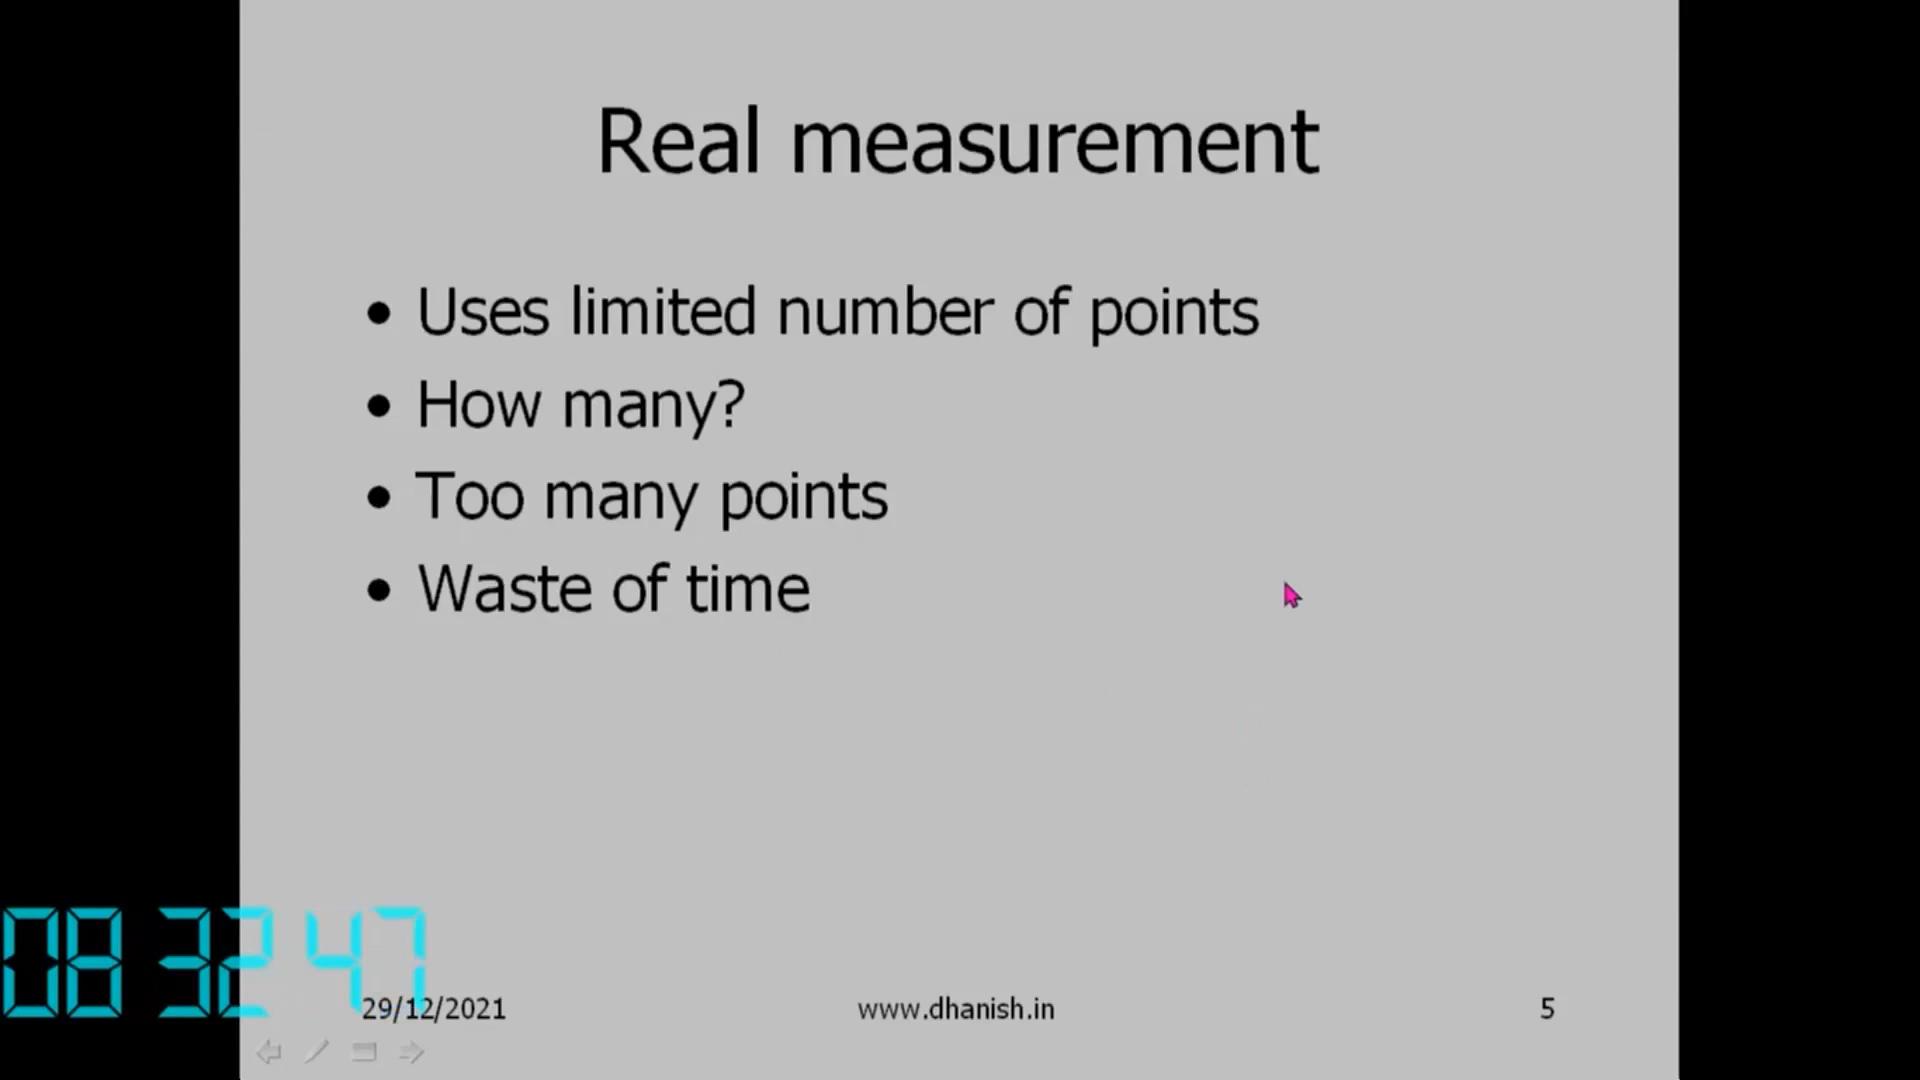 Real measurement
• Uses limited number of points
• How many?
• Too many points
• Waste of time
08 32 47
29/12/2021 www.dhanish.in 5